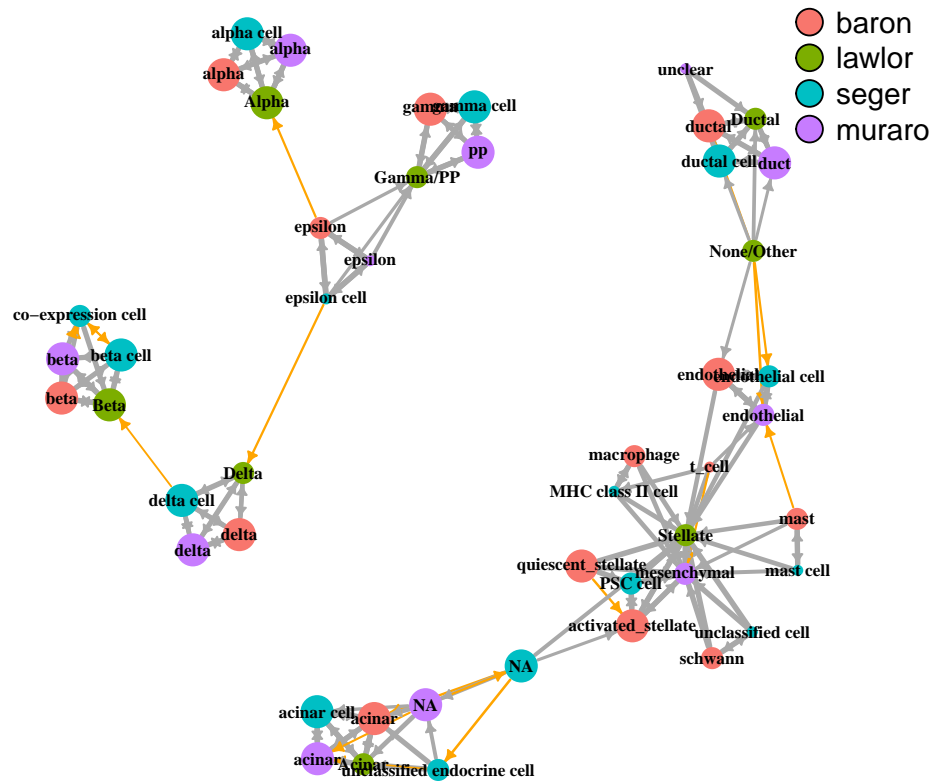 baron
lawlor
seger
muraro
alpha cell
alpha
alpha
Alpha
gamma
gamma cell
pp
Gamma/PP
epsilon
epsilon
epsilon cell
unclear
Ductal
ductal
ductal cell
duct
None/Other
co−expression cell
beta
beta cell
beta
Beta
endothelial
endothelial cell
endothelial
Delta
delta cell
delta
delta
macrophage
t_cell
MHC class II cell
mast
Stellate
quiescent_stellate
mesenchymal
mast cell
PSC cell
activated_stellate
unclassified cell
schwann
NA
NA
acinar cell
acinar
acinar
Acinar
unclassified endocrine cell